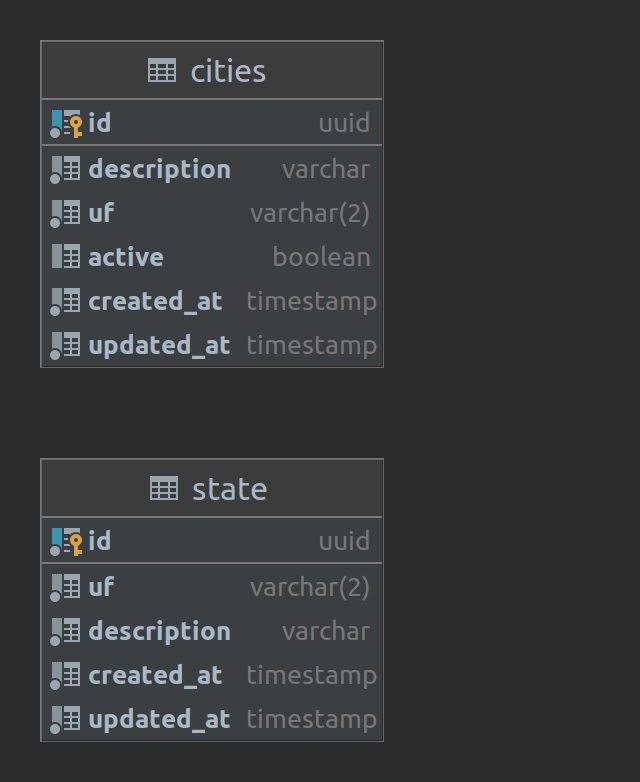 cities
id uuid
description varchar
uf varchar(2)
active boolean
created_at timestamp
updated_at timestamp
state
id uuid
uf varchar(2)
description varchar
created_at timestamp
updated_at timestamp